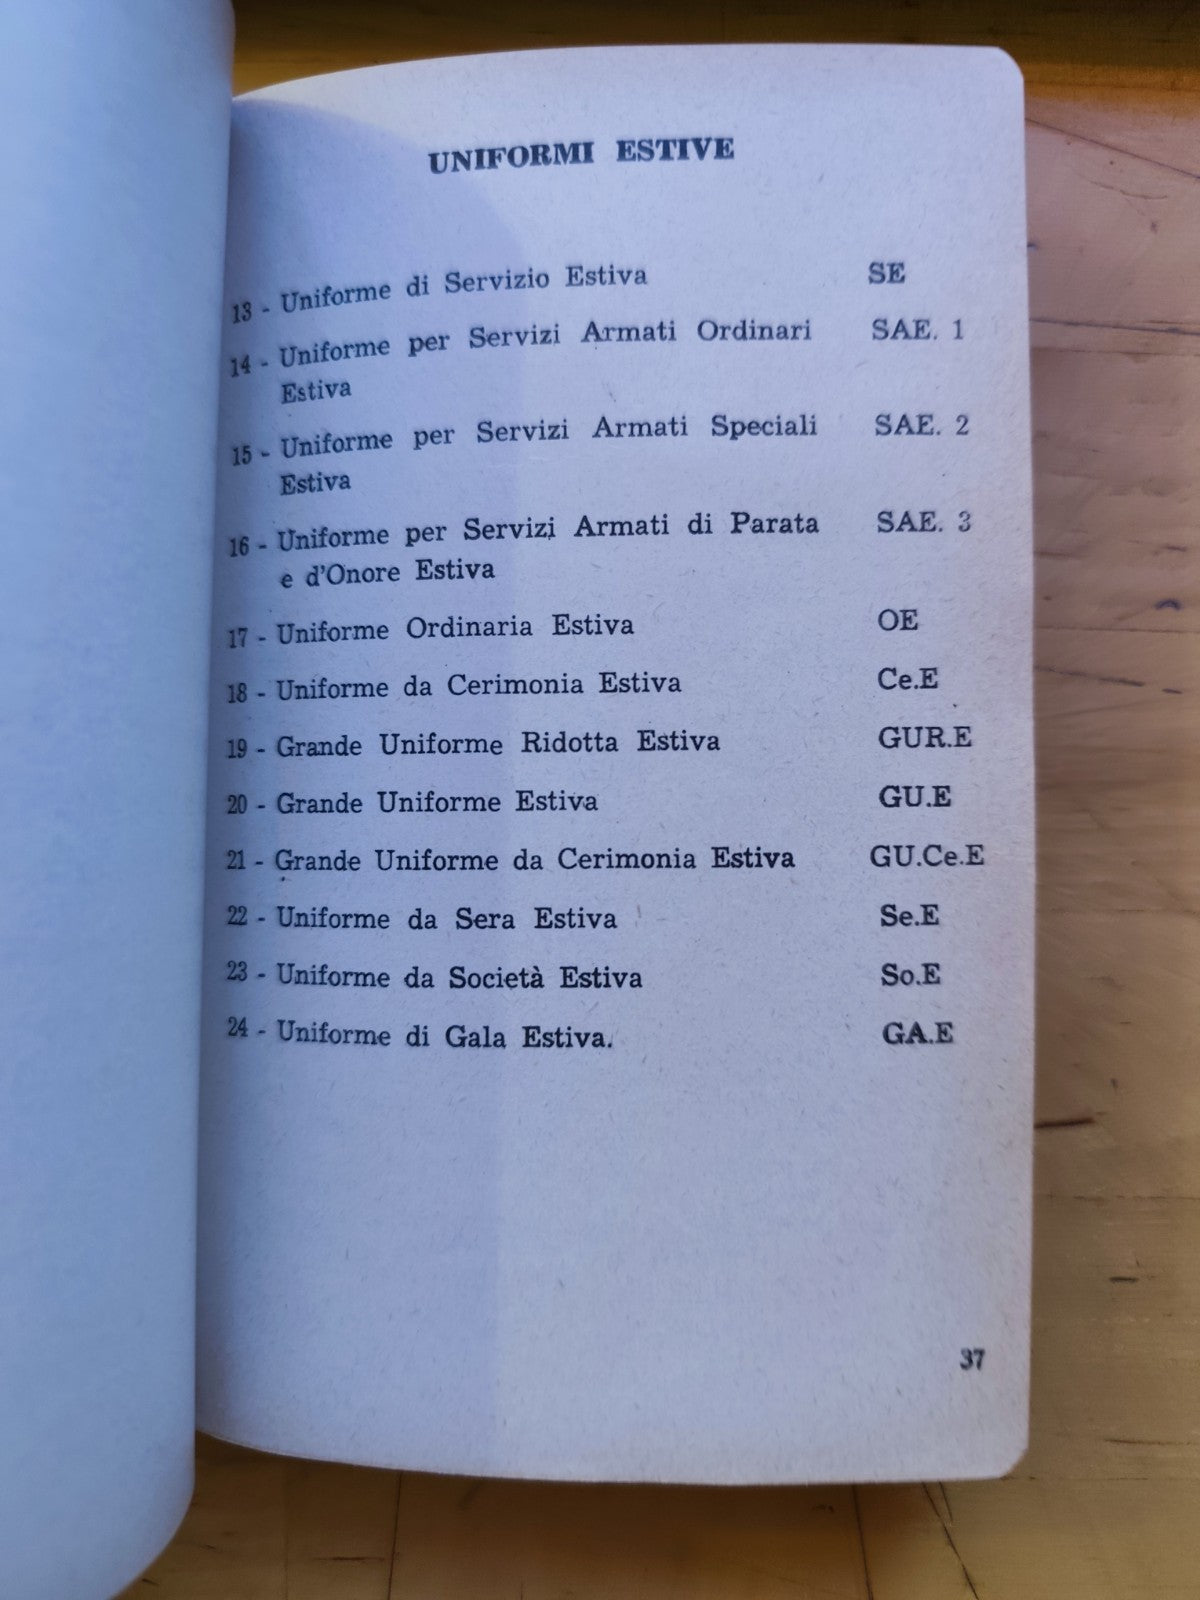 UNIFORMI ESTIVE
13 - Uniforme di Servizio Estiva SE
14 - Uniforme per Servizi Armati Ordinari SAE. 1
Estiva
15 - Uniforme per Servizi Armati Speciali SAE. 2
Estiva
16 - Uniforme per Servizi Armati di Parata SAE. 3
e d'Onore Estiva
17 - Uniforme Ordinaria Estiva OE
18 - Uniforme da Cerimonia Estiva Ce.E
19 - Grande Uniforme Ridotta Estiva GUR.E
20 - Grande Uniforme Estiva GU.E
21 - Grande Uniforme da Cerimonia Estiva GU.Ce.E
22 - Uniforme da Sera Estiva Se.E
23 - Uniforme da Società Estiva So.E
24 - Uniforme di Gala Estiva. GA.E
37